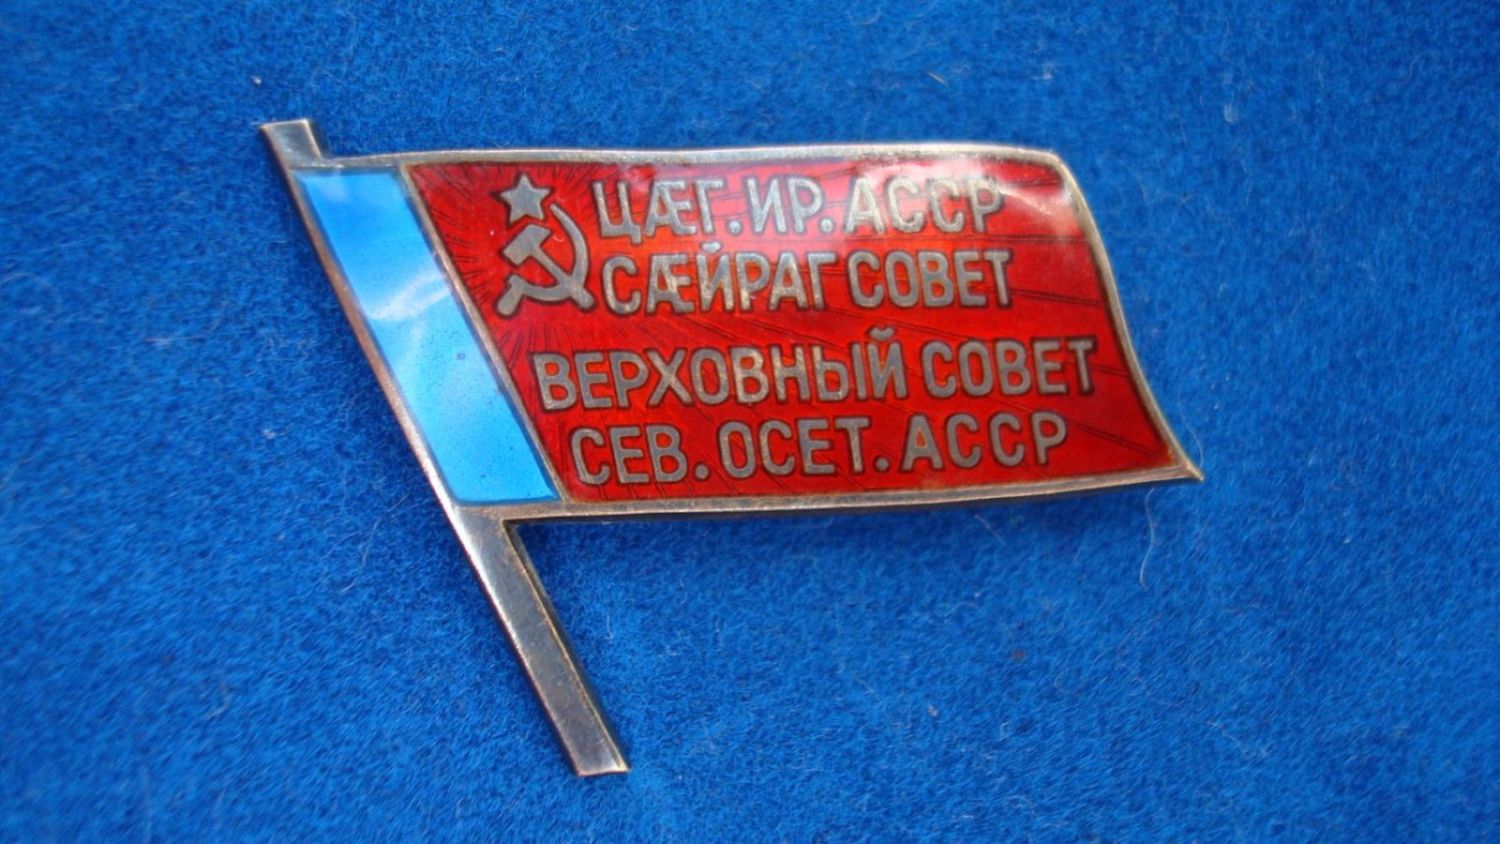 ЦÆГ.ИР.АССР
СÆЙРАГ СОВЕТ
ВЕРХОВНЫЙ СОВЕТ
СЕВ.ОСЕТ.АССР